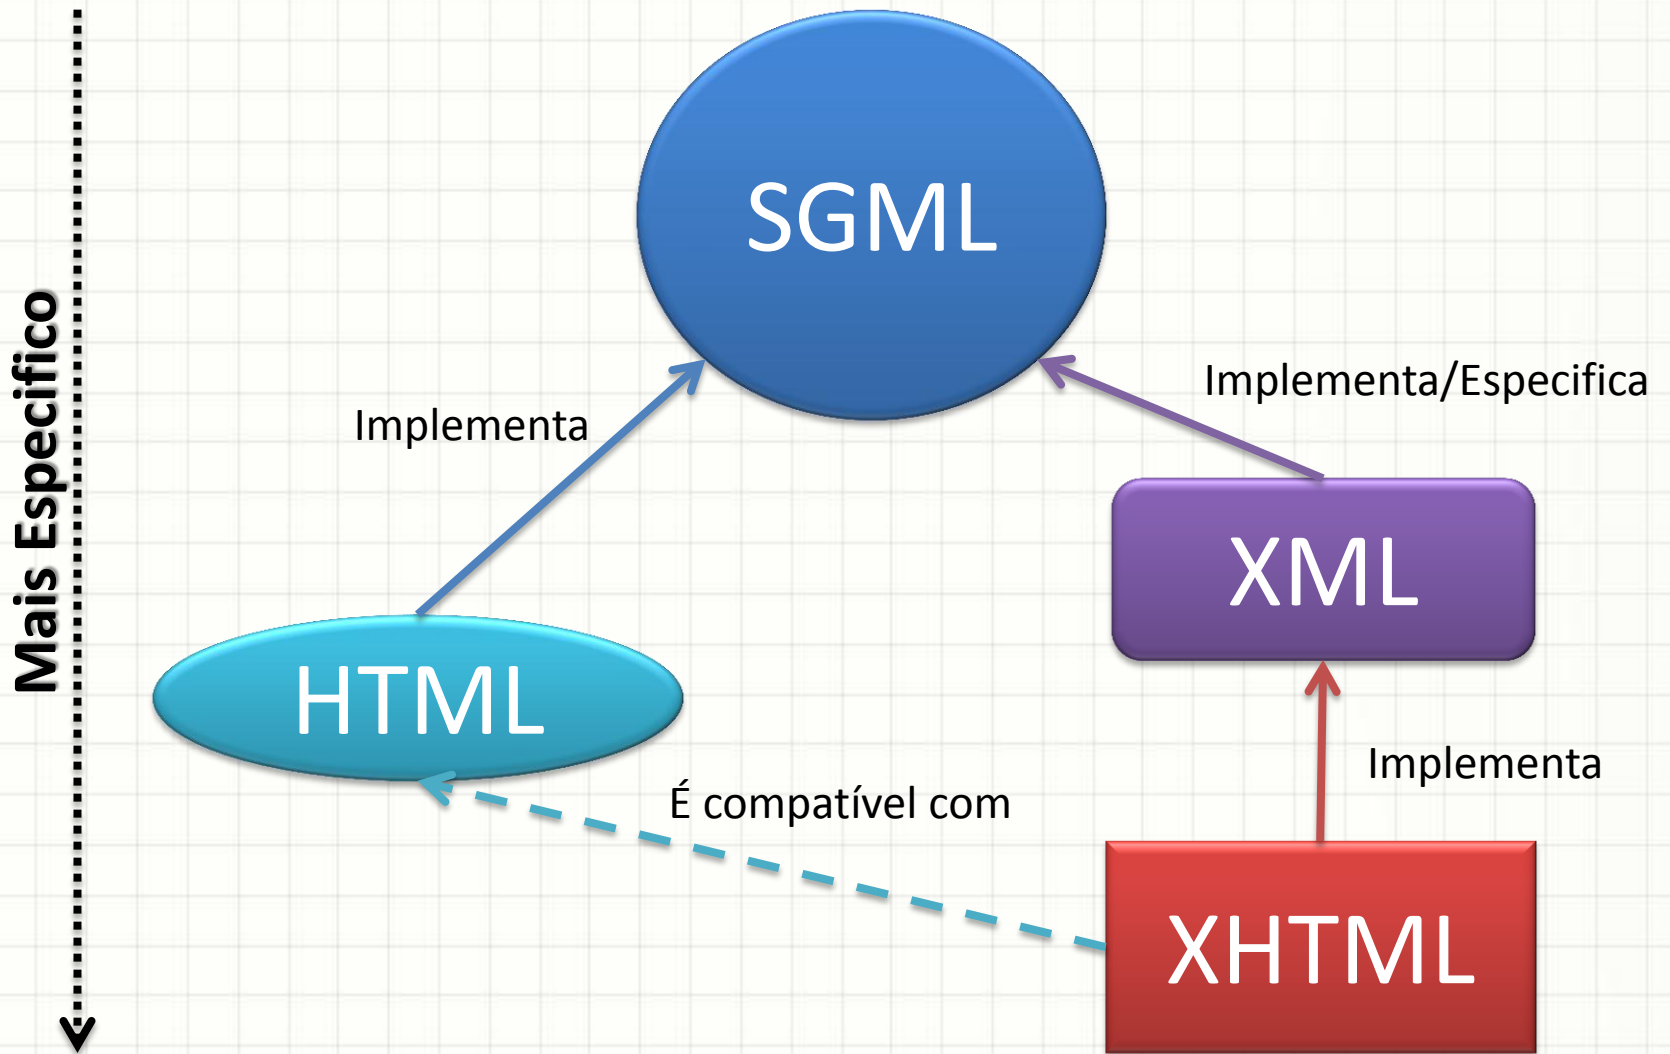 SGML
Mais Especifico
Implementa/Especifica
Implementa
XML
HTML
Implementa
É compatível com
XHTML